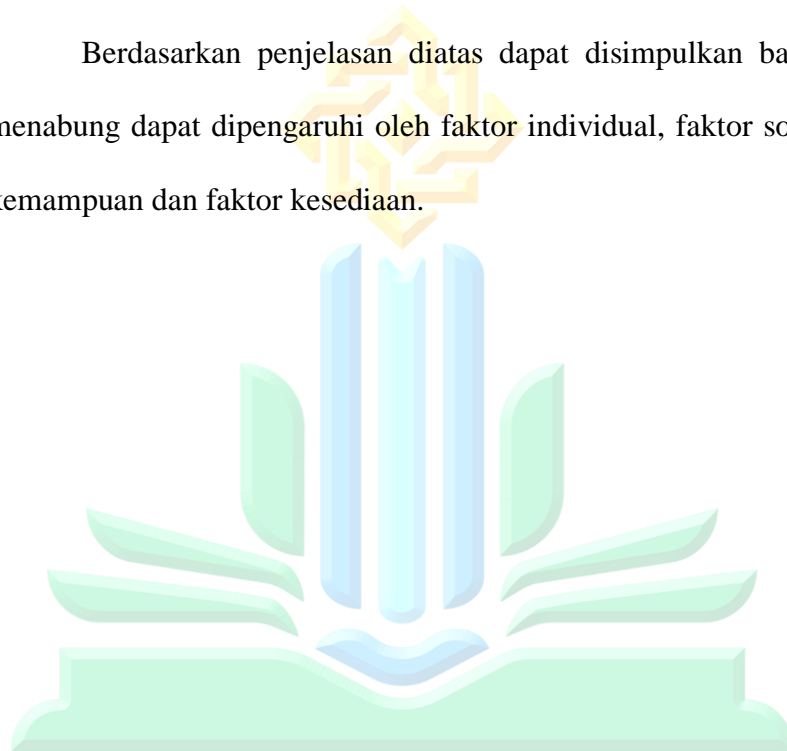 Berdasarkan penjelasan diatas dapat disimpulkan ba
menabung dapat dipengaruhi oleh faktor individual, faktor so
kemampuan dan faktor kesediaan.